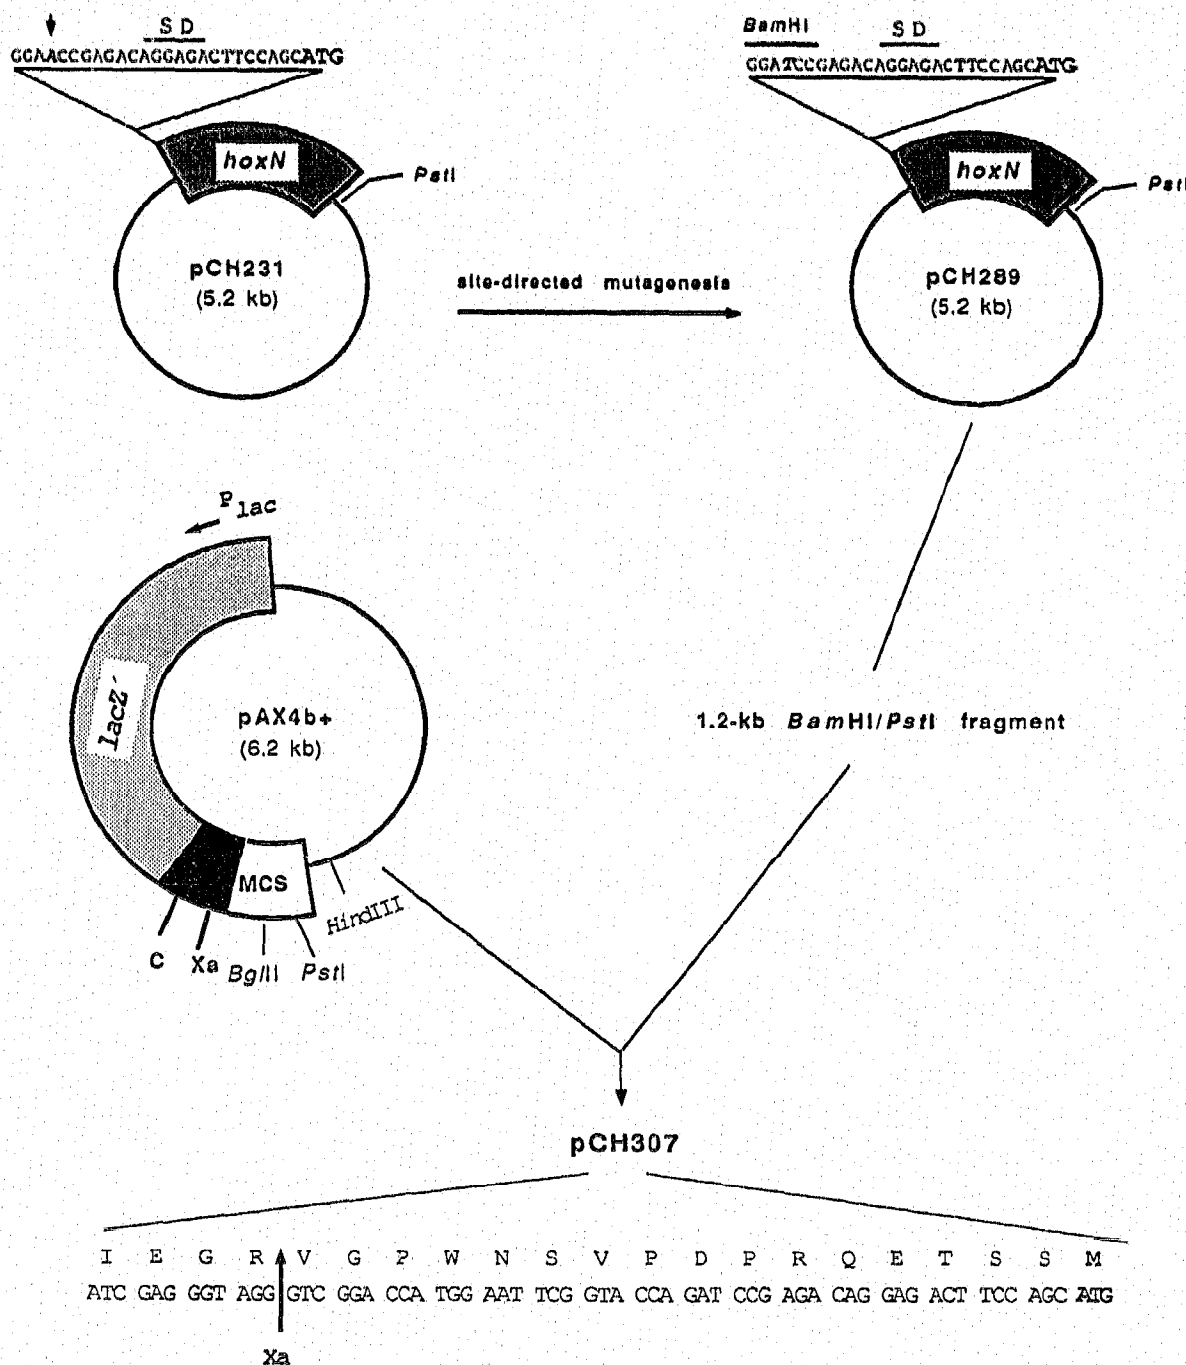 SD
GGAACCGAGACAGGAGACTTCCAGCATG
hoxN
PstI
pCH231
(5.2 kb)
site-directed mutagenesis
BamHI
SD
GGATCCGAGACAGGAGACTTCCAGCATG
hoxN
PstI
pCH289
(5.2 kb)
Plac
lacZ´
pAX4b+
(6.2 kb)
MCS
HindIII
C
Xa
BglII
PstI
1.2-kb BamHI/PstI fragment
pCH307
I E G R V G P W N S V P D P R Q E T S S M
ATC GAG GGT AGG GTC GGA CCA TGG AAT TCG GTA CCA GAT CCG AGA CAG GAG ACT TCC AGC ATG
Xa